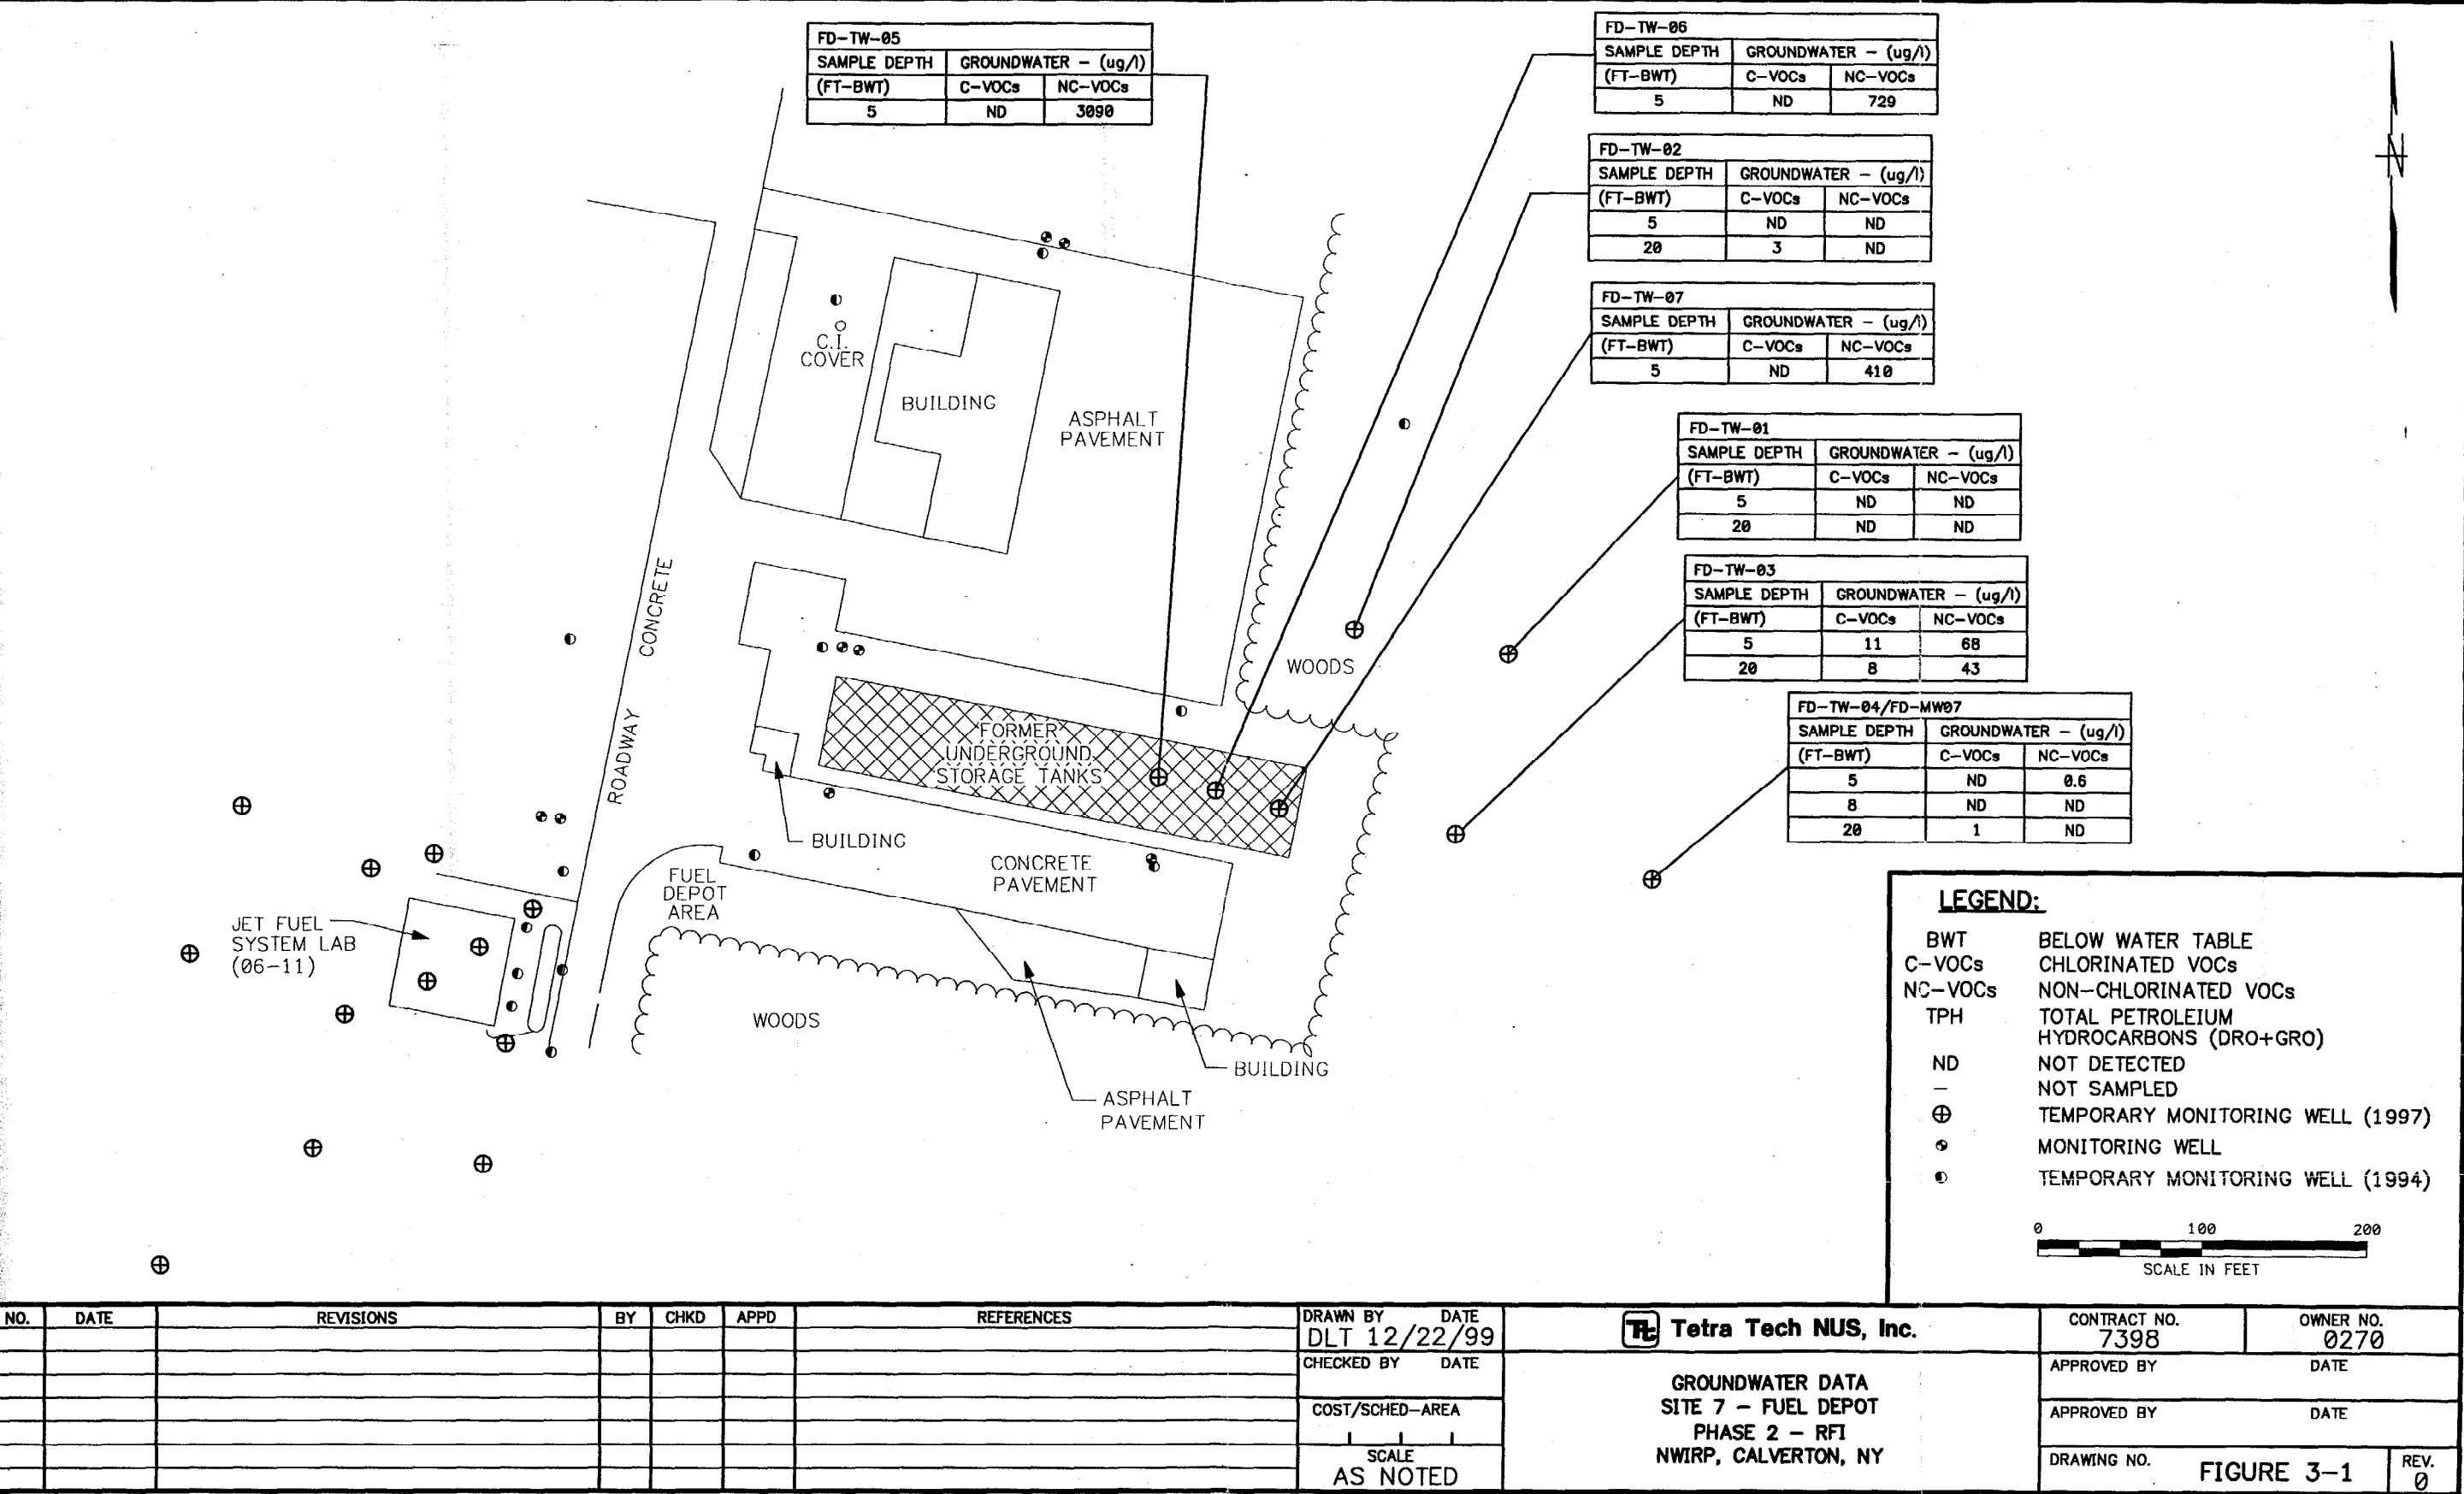 FD-TW-05
SAMPLE DEPTH GROUNDWATER - (ug/l)
(FT-BWT) C-VOCs NC-VOCs
5 ND 3090
FD-TW-06
SAMPLE DEPTH GROUNDWATER - (ug/l)
(FT-BWT) C-VOCs NC-VOCs
5 ND 729
FD-TW-02
SAMPLE DEPTH GROUNDWATER - (ug/l)
(FT-BWT) C-VOCs NC-VOCs
5 ND ND
20 3 ND
FD-TW-07
SAMPLE DEPTH GROUNDWATER - (ug/l)
(FT-BWT) C-VOCs NC-VOCs
5 ND 410
FD-TW-01
SAMPLE DEPTH GROUNDWATER - (ug/l)
(FT-BWT) C-VOCs NC-VOCs
5 ND ND
20 ND ND
FD-TW-03
SAMPLE DEPTH GROUNDWATER - (ug/l)
(FT-BWT) C-VOCs NC-VOCs
5 11 68
20 8 43
FD-TW-04/FD-MW07
SAMPLE DEPTH GROUNDWATER - (ug/l)
(FT-BWT) C-VOCs NC-VOCs
5 ND 0.6
8 ND ND
20 1 ND
N
C.I.
COVER
BUILDING
ASPHALT
PAVEMENT
ROADWAY CONCRETE
WOODS
FORMER
UNDERGROUND
STORAGE TANKS
BUILDING
CONCRETE
PAVEMENT
FUEL
DEPOT
AREA
JET FUEL
SYSTEM LAB
(06-11)
WOODS
BUILDING
ASPHALT
PAVEMENT
LEGEND:
BWT BELOW WATER TABLE
C-VOCs CHLORINATED VOCs
NC-VOCs NON-CHLORINATED VOCs
TPH TOTAL PETROLEIUM
HYDROCARBONS (DRO+GRO)
ND NOT DETECTED
- NOT SAMPLED
TEMPORARY MONITORING WELL (1997)
MONITORING WELL
TEMPORARY MONITORING WELL (1994)
0 100 200
SCALE IN FEET
NO. DATE REVISIONS BY CHKD APPD REFERENCES
DRAWN BY DATE
DLT 12/22/99
CHECKED BY DATE
COST/SCHED-AREA
SCALE
AS NOTED
Tt Tetra Tech NUS, Inc.
GROUNDWATER DATA
SITE 7 - FUEL DEPOT
PHASE 2 - RFI
NWIRP, CALVERTON, NY
CONTRACT NO.
7398
OWNER NO.
0270
APPROVED BY DATE
APPROVED BY DATE
DRAWING NO.
FIGURE 3-1
REV.
0